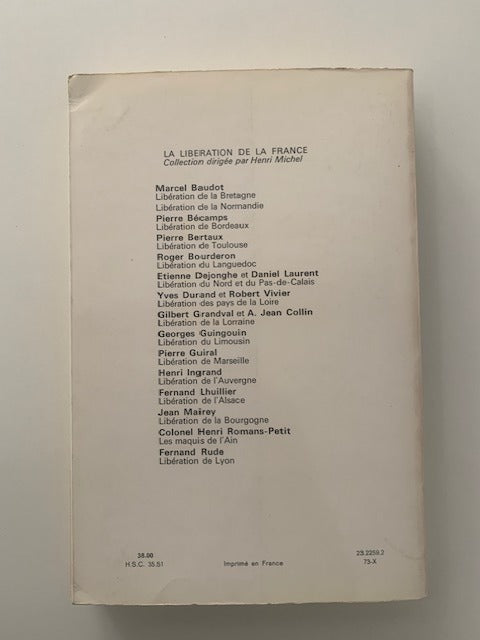 LA LIBERATION DE LA FRANCE
Collection dirigée par Henri Michel
Marcel Baudot
Libération de la Bretagne
Libération de la Normandie
Pierre Bécamps
Libération de Bordeaux
Pierre Bertaux
Libération de Toulouse
Roger Bourderon
Libération du Languedoc
Etienne Dejonghe et Daniel Laurent
Libération du Nord et du Pas-de-Calais
Yves Durand et Robert Vivier
Libération des pays de la Loire
Gilbert Grandval et A. Jean Collin
Libération de la Lorraine
Georges Guingouin
Libération du Limousin
Pierre Guiral
Libération de Marseille
Henri Ingrand
Libération de l'Auvergne
Fernand Lhuillier
Libération de l'Alsace
Jean Mairey
Libération de la Bourgogne
Colonel Henri Romans-Petit
Les maquis de l'Ain
Fernand Rude
Libération de Lyon
38.00
H.S.C. 35.51
Imprimé en France
23.2259.2
73-X